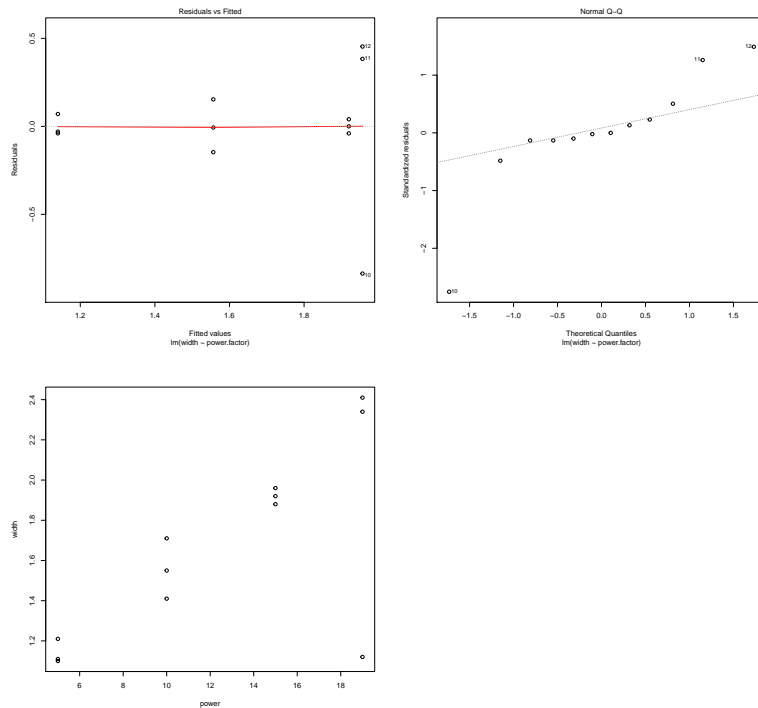 Residuals vs Fitted
0.5
0.0
−0.5
Residuals
12
11
10
1.2 1.4 1.6 1.8
Fitted values
lm(width ~ power.factor)
Normal Q−Q
1
0
−1
−2
Standardized residuals
12
11
10
−1.5 −1.0 −0.5 0.0 0.5 1.0 1.5
Theoretical Quantiles
lm(width ~ power.factor)
2.4
2.2
2.0
1.8
1.6
1.4
1.2
width
6 8 10 12 14 16 18
power